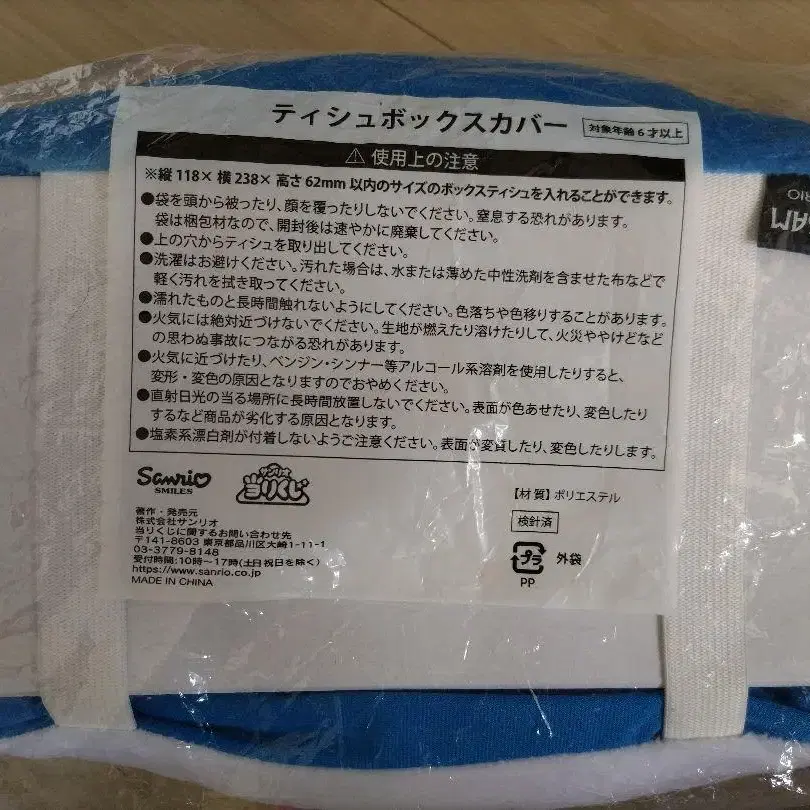 ティシュボックスカバー
対象年齢6才以上
⚠使用上の注意
※縦118×横238×高さ62mm以内のサイズのボックスティシュを入れることができます。
●袋を頭から被ったり、顔を覆ったりしないでください。窒息する恐れがあります。
袋は梱包材なので、開封後は速やかに廃棄してください。
●上の穴からティシュを取り出してください。
●洗濯はお避けください。汚れた場合は、水または薄めた中性洗剤を含ませた布などで
軽く汚れを拭き取ってください。
●濡れたものと長時間触れないようにしてください。色落ちや色移りすることがあります。
●火気には絶対近づけないでください。生地が燃えたり溶けたりして、火災ややけどなど
の思わぬ事故につながる恐れがあります。
●火気に近づけたり、ベンジン・シンナー等アルコール系溶剤を使用したりすると、
変形・変色の原因となりますのでおやめください。
●直射日光の当る場所に長時間放置しないでください。表面が色あせたり、変色したり
するなど商品が劣化する原因となります。
●塩素系漂白剤が付着しないようご注意ください。表面が変質したり、変色したりします。
Sanrio
SMILES
サンリオ
当りくじ
【材質】ポリエステル
検針済
プラ 外袋
PP
著作・発売元
株式会社サンリオ
当りくじに関するお問い合わせ先
〒141-8603 東京都品川区大崎1-11-1
03-3779-8148
受付時間:10時〜17時(土日祝日を除く)
https://www.sanrio.co.jp
MADE IN CHINA